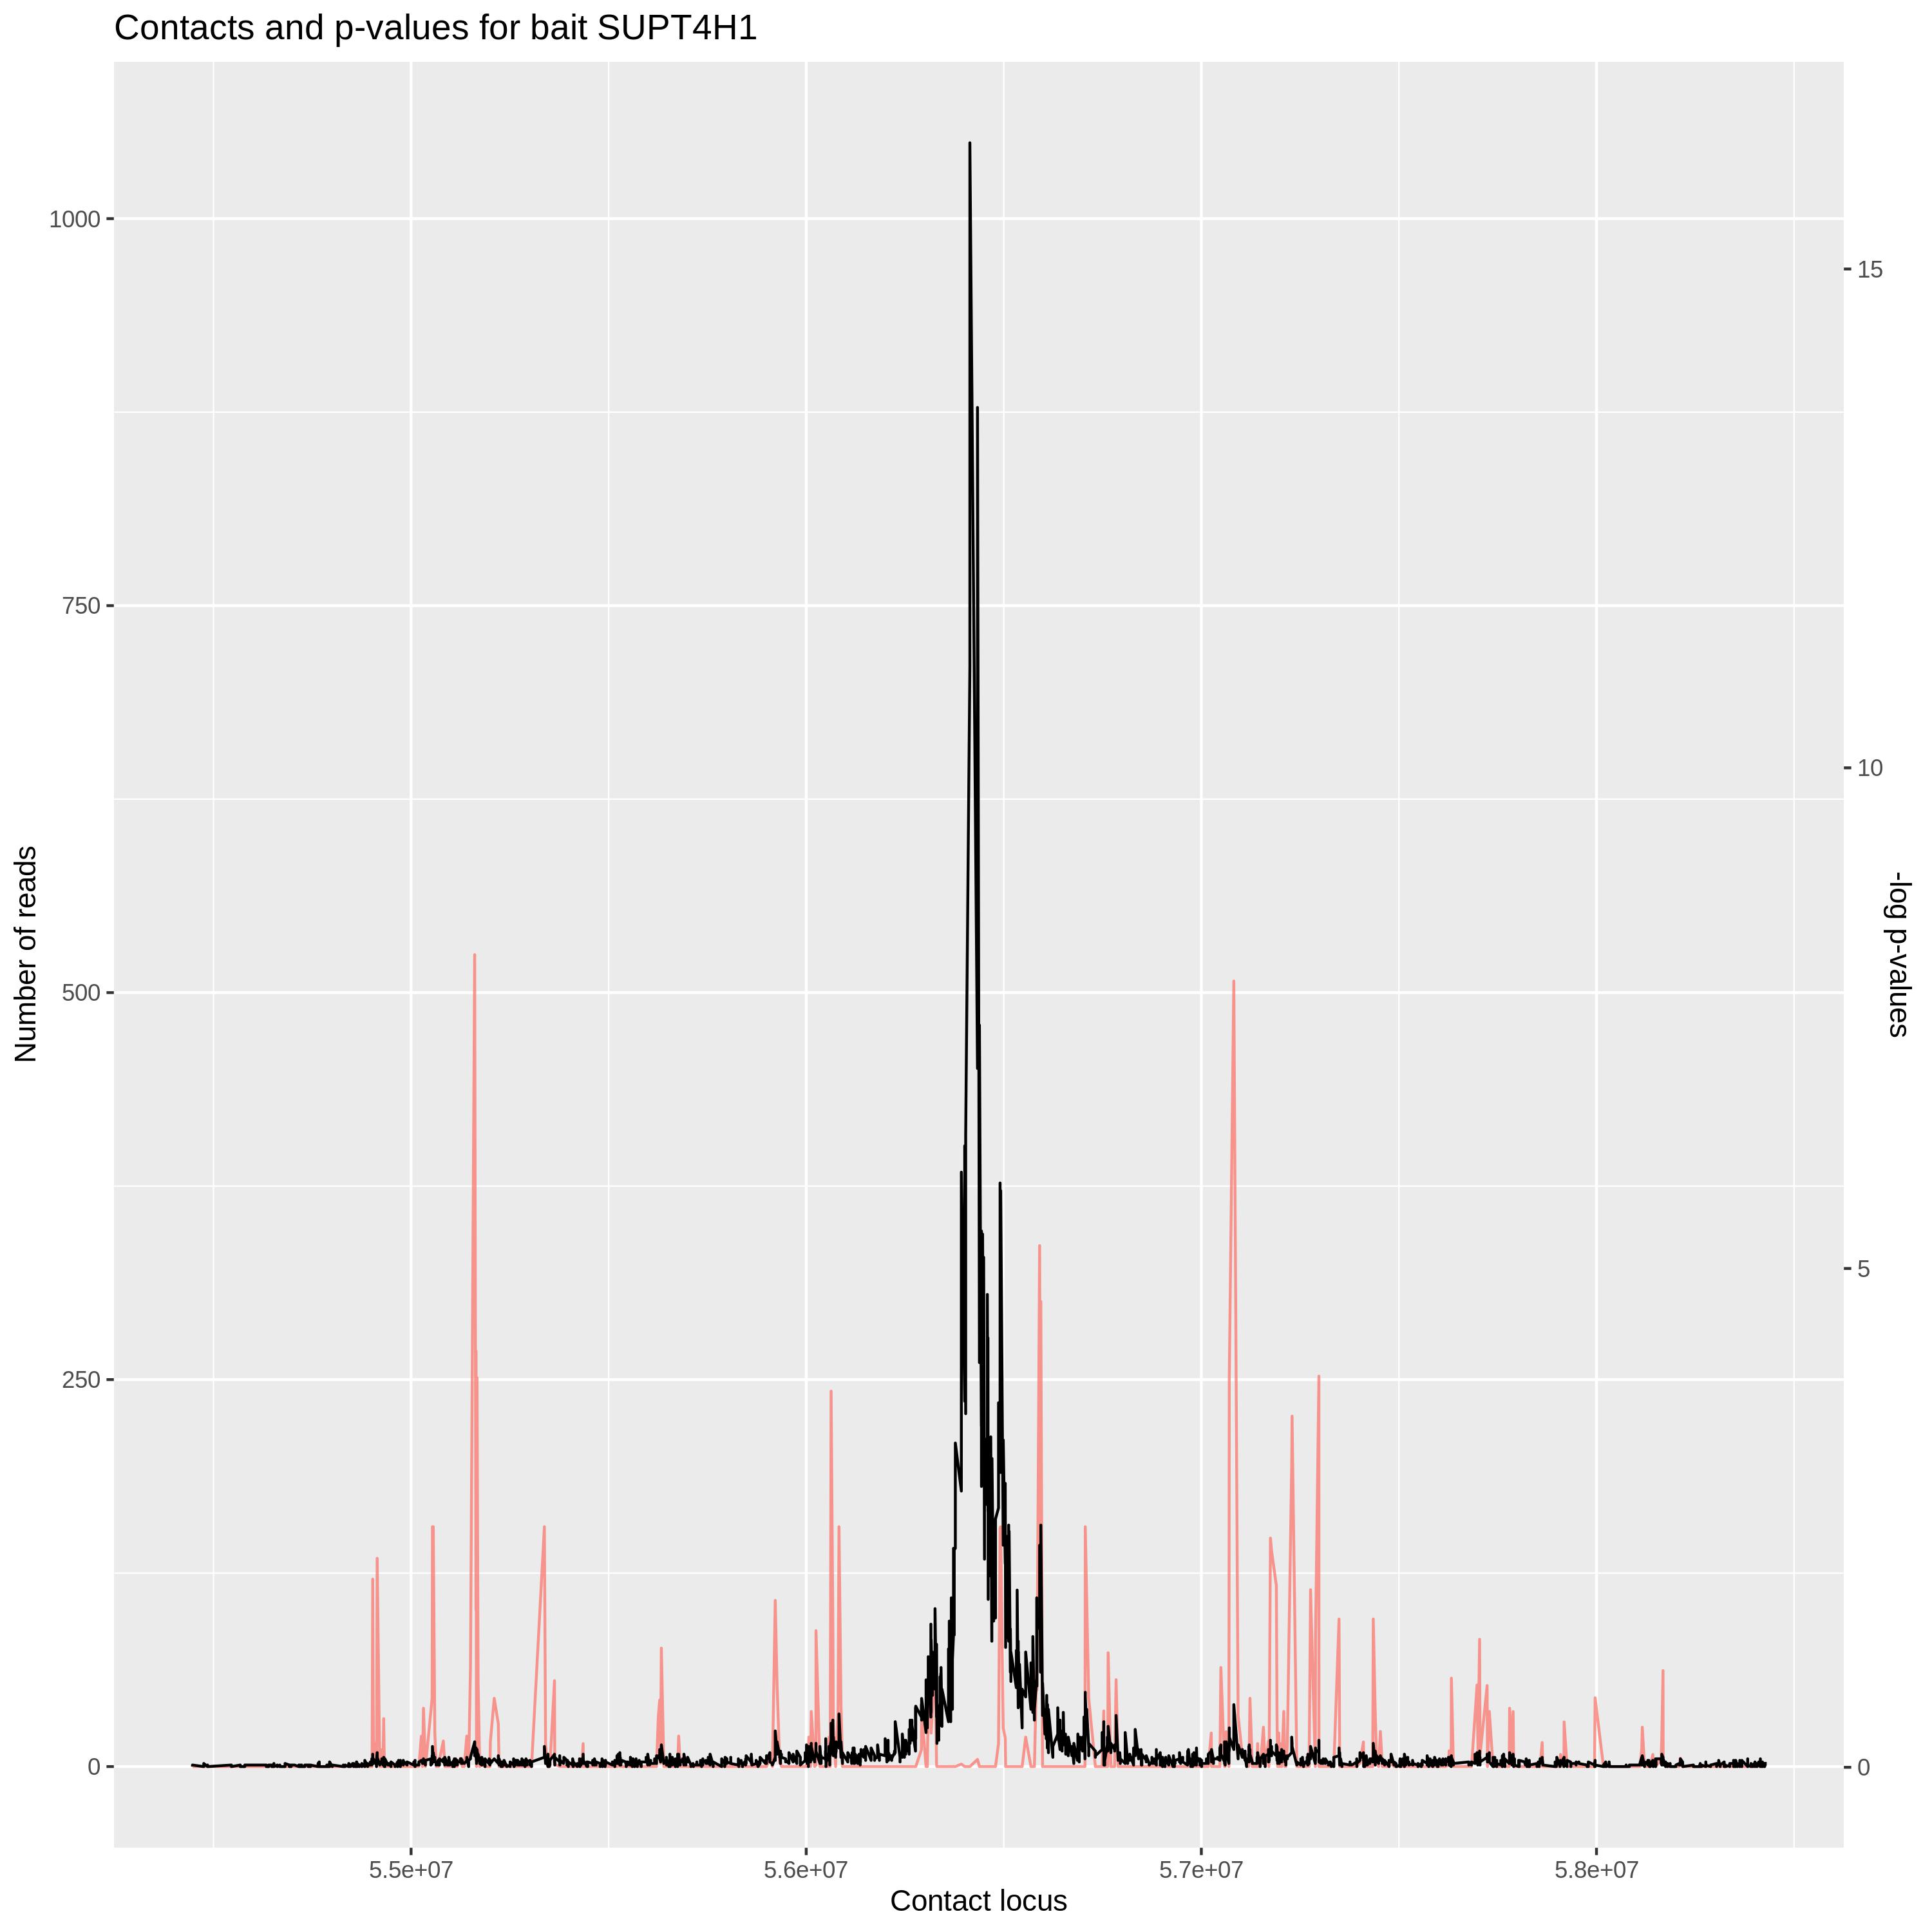 Contacts and p-values for bait SUPT4H1
1000
750
500
250
0
Number of reads
15
10
5
0
-log p-values
5.5e+07 5.6e+07 5.7e+07 5.8e+07
Contact locus